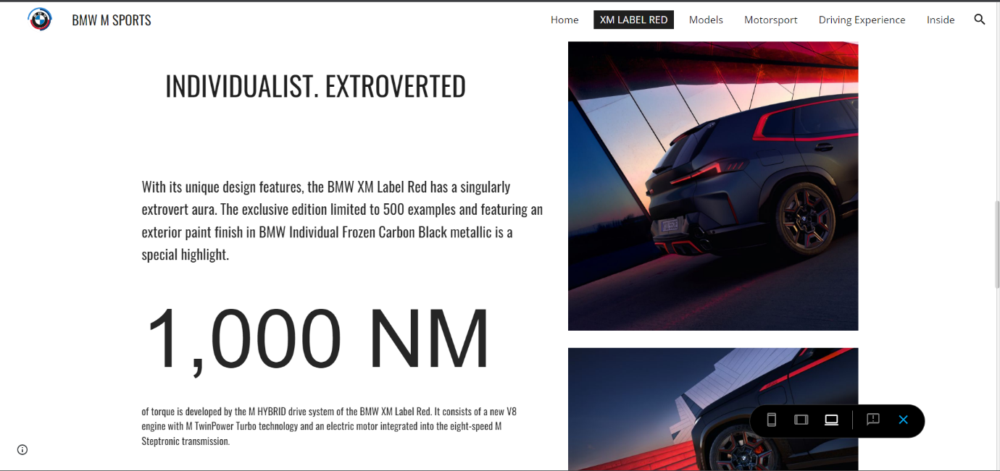 BMW M SPORTS
Home
XM LABEL RED
Models
Motorsport
Driving Experience
Inside
INDIVIDUALIST. EXTROVERTED
With its unique design features, the BMW XM Label Red has a singularly
extrovert aura. The exclusive edition limited to 500 examples and featuring an
exterior paint finish in BMW Individual Frozen Carbon Black metallic is a
special highlight.
1,000 NM
of torque is developed by the M HYBRID drive system of the BMW XM Label Red. It consists of a new V8
engine with M TwinPower Turbo technology and an electric motor integrated into the eight-speed M
Steptronic transmission.